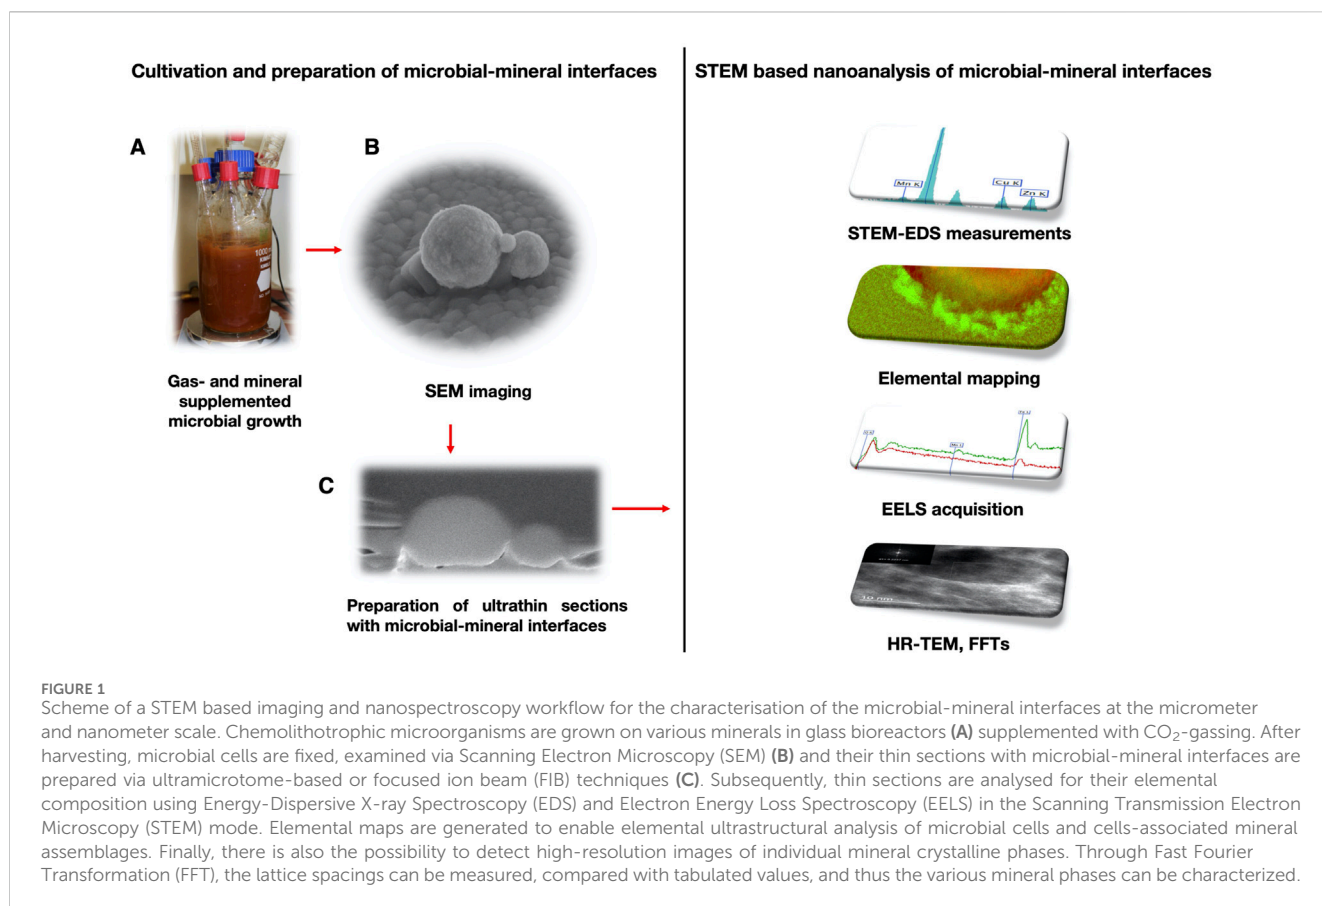 Cultivation and preparation of microbial-mineral interfaces
STEM based nanoanalysis of microbial-mineral interfaces
A
1000
B
Gas- and mineral
supplemented
microbial growth
SEM imaging
C
Preparation of ultrathin sections
with microbial-mineral interfaces
Mn K
Cu K
Zn K
STEM-EDS measurements
Elemental mapping
EELS acquisition
10 nm
HR-TEM, FFTs
FIGURE 1
Scheme of a STEM based imaging and nanospectroscopy workflow for the characterisation of the microbial-mineral interfaces at the micrometer
and nanometer scale. Chemolithotrophic microorganisms are grown on various minerals in glass bioreactors (A) supplemented with CO₂-gassing. After
harvesting, microbial cells are fixed, examined via Scanning Electron Microscopy (SEM) (B) and their thin sections with microbial-mineral interfaces are
prepared via ultramicrotome-based or focused ion beam (FIB) techniques (C). Subsequently, thin sections are analysed for their elemental
composition using Energy-Dispersive X-ray Spectroscopy (EDS) and Electron Energy Loss Spectroscopy (EELS) in the Scanning Transmission Electron
Microscopy (STEM) mode. Elemental maps are generated to enable elemental ultrastructural analysis of microbial cells and cells-associated mineral
assemblages. Finally, there is also the possibility to detect high-resolution images of individual mineral crystalline phases. Through Fast Fourier
Transformation (FFT), the lattice spacings can be measured, compared with tabulated values, and thus the various mineral phases can be characterized.